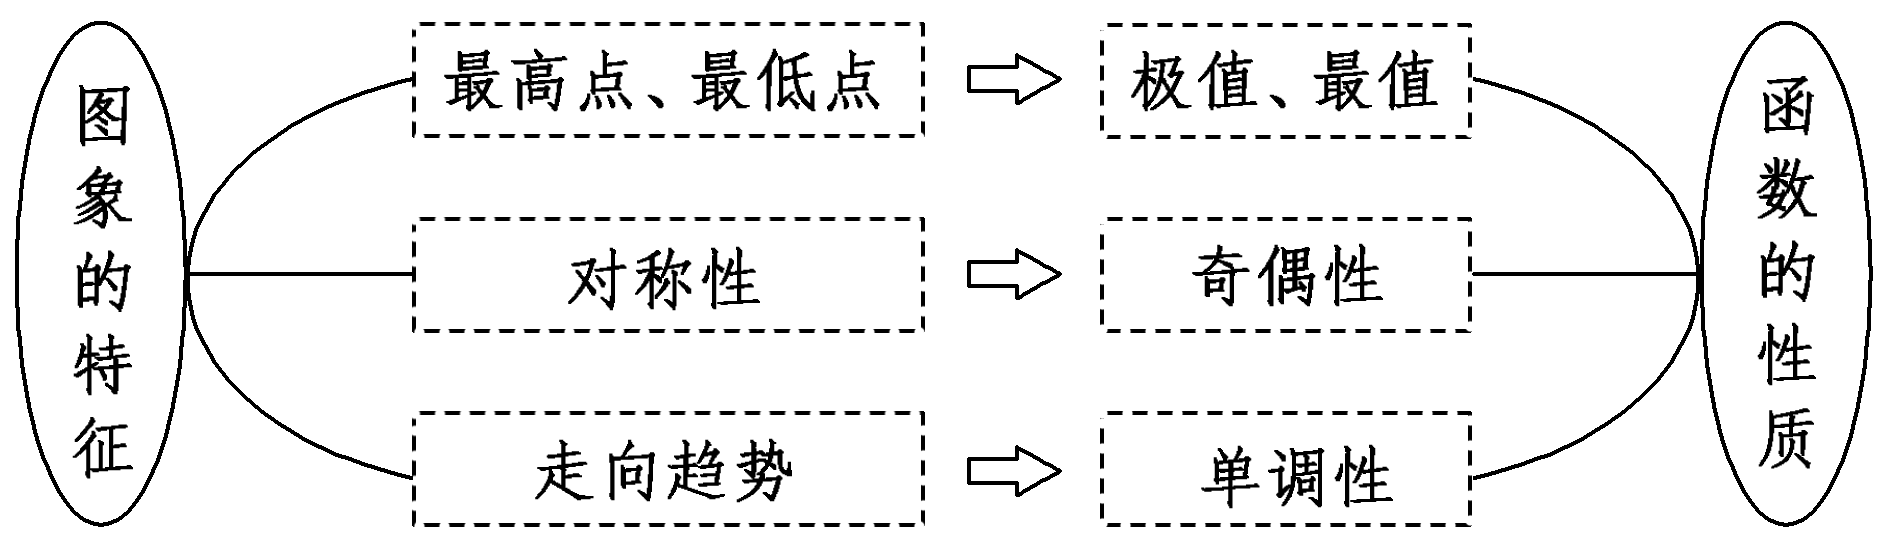 图象的特征
最高点、最低点
极值、最值
对称性
奇偶性
走向趋势
单调性
函数的性质